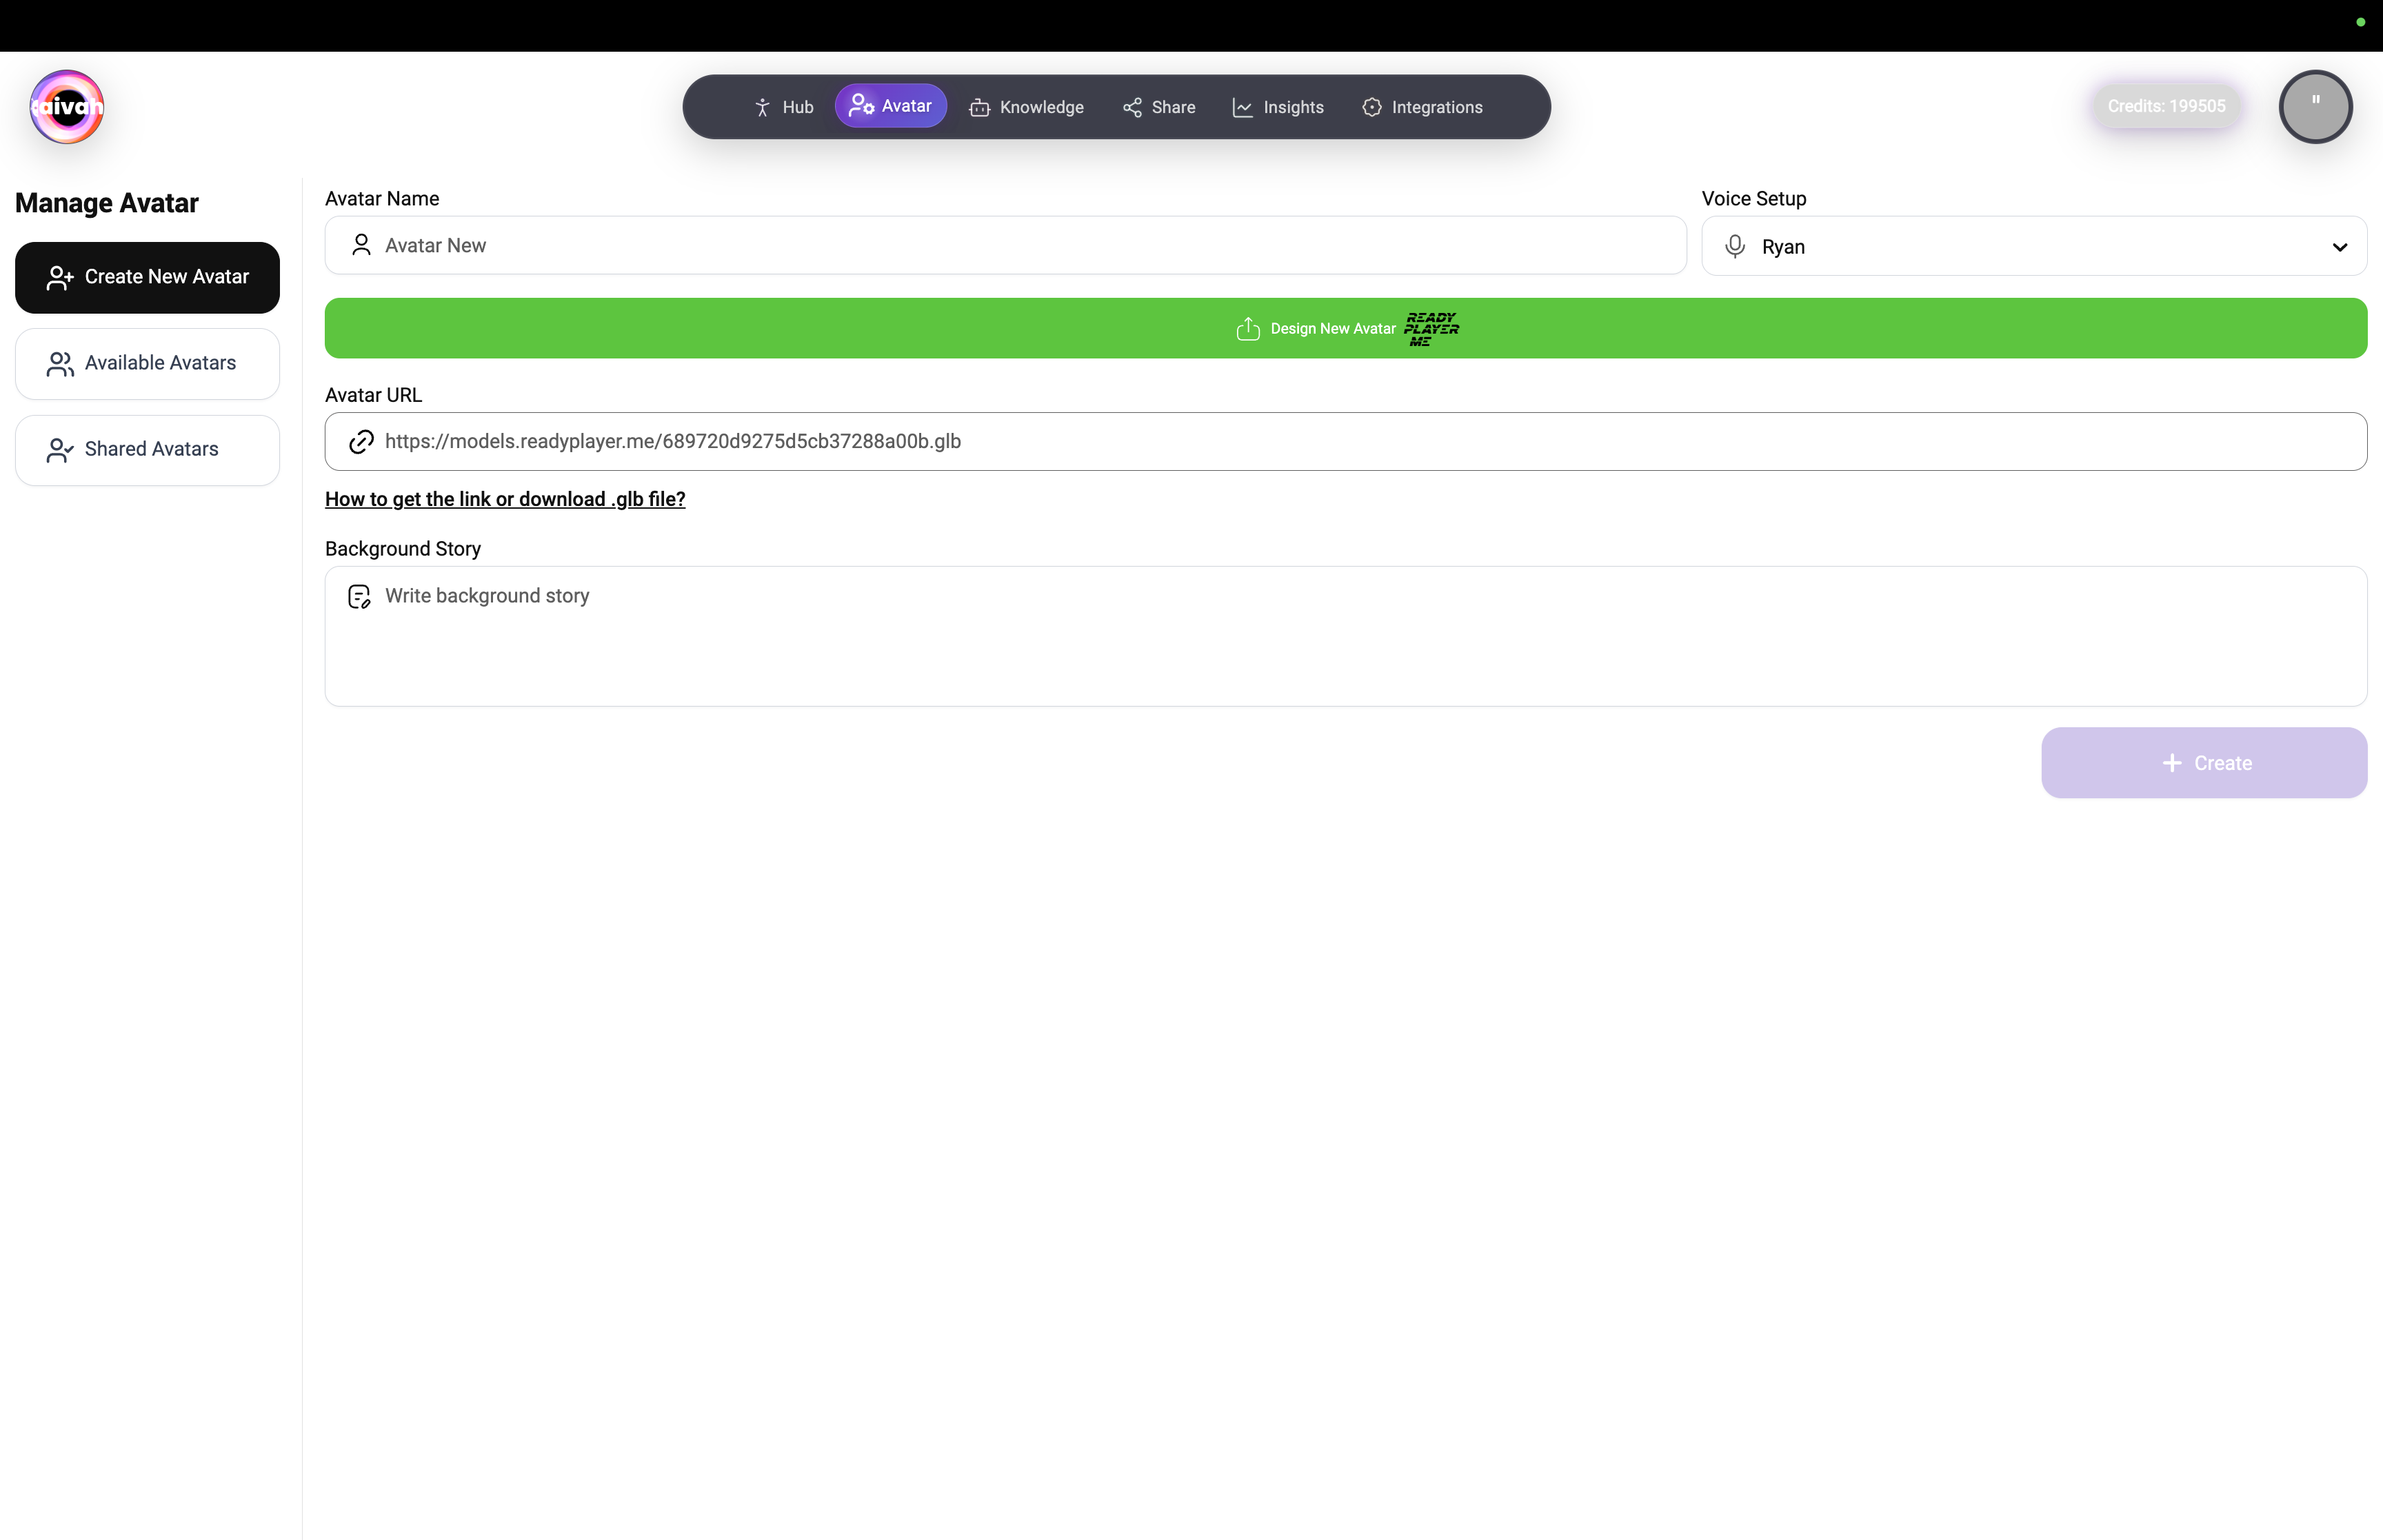 aivah
Hub
Avatar
Knowledge
Share
Insights
Integrations
Credits: 199505
"
Manage Avatar
Create New Avatar
Available Avatars
Shared Avatars
Avatar Name
Avatar New
Voice Setup
Ryan
Design New Avatar
READY
PLAYER
ME
Avatar URL
https://models.readyplayer.me/689720d9275d5cb37288a00b.glb
How to get the link or download .glb file?
Background Story
Write background story
Create